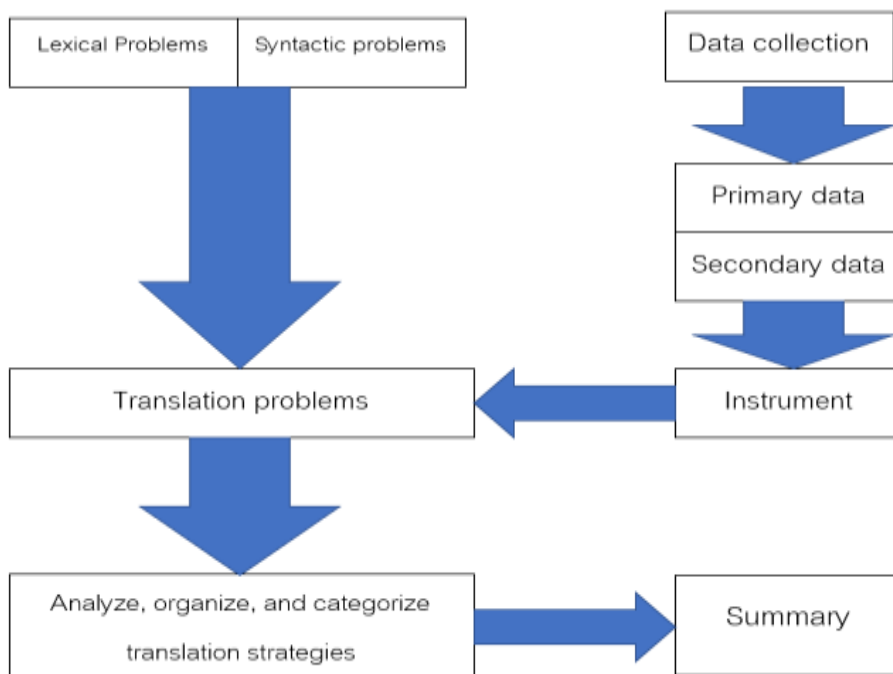 Lexical Problems
Syntactic problems
Data collection
Primary data
Secondary data
Translation problems
Instrument
Analyze, organize, and categorize
translation strategies
Summary